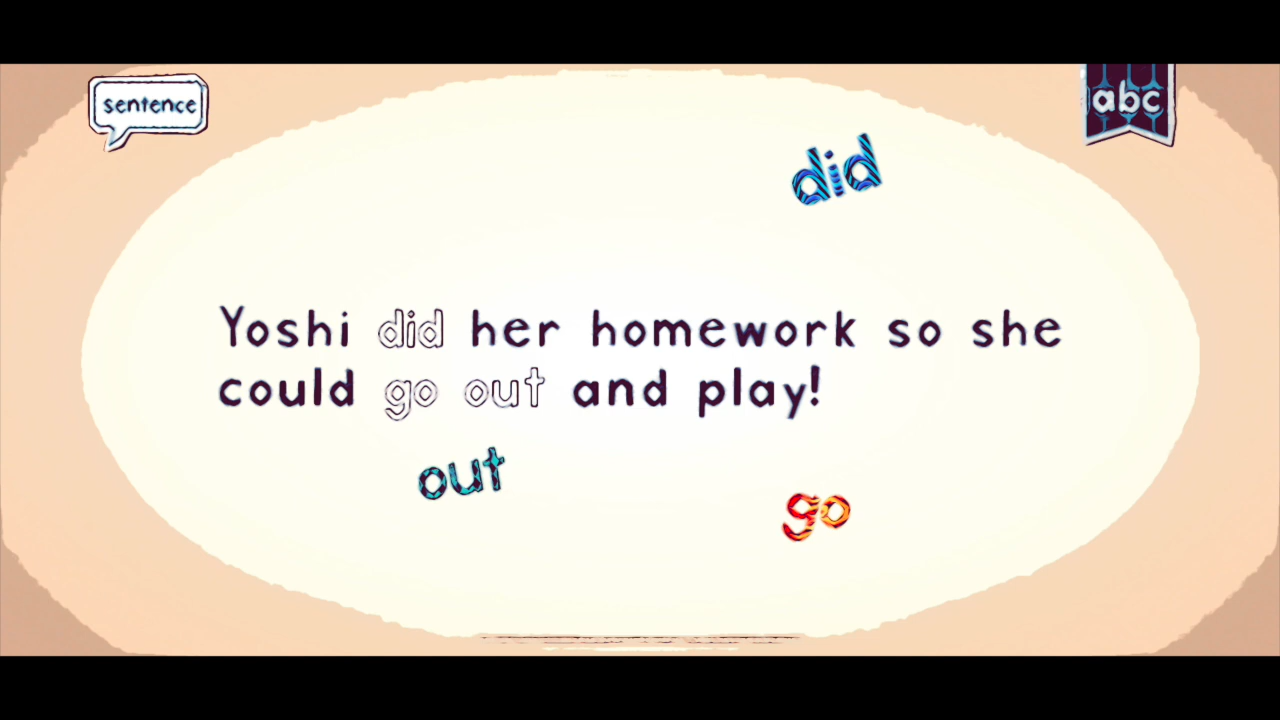 sentence
abc
did
Yoshi did her homework so she
could go out and play!
out
go